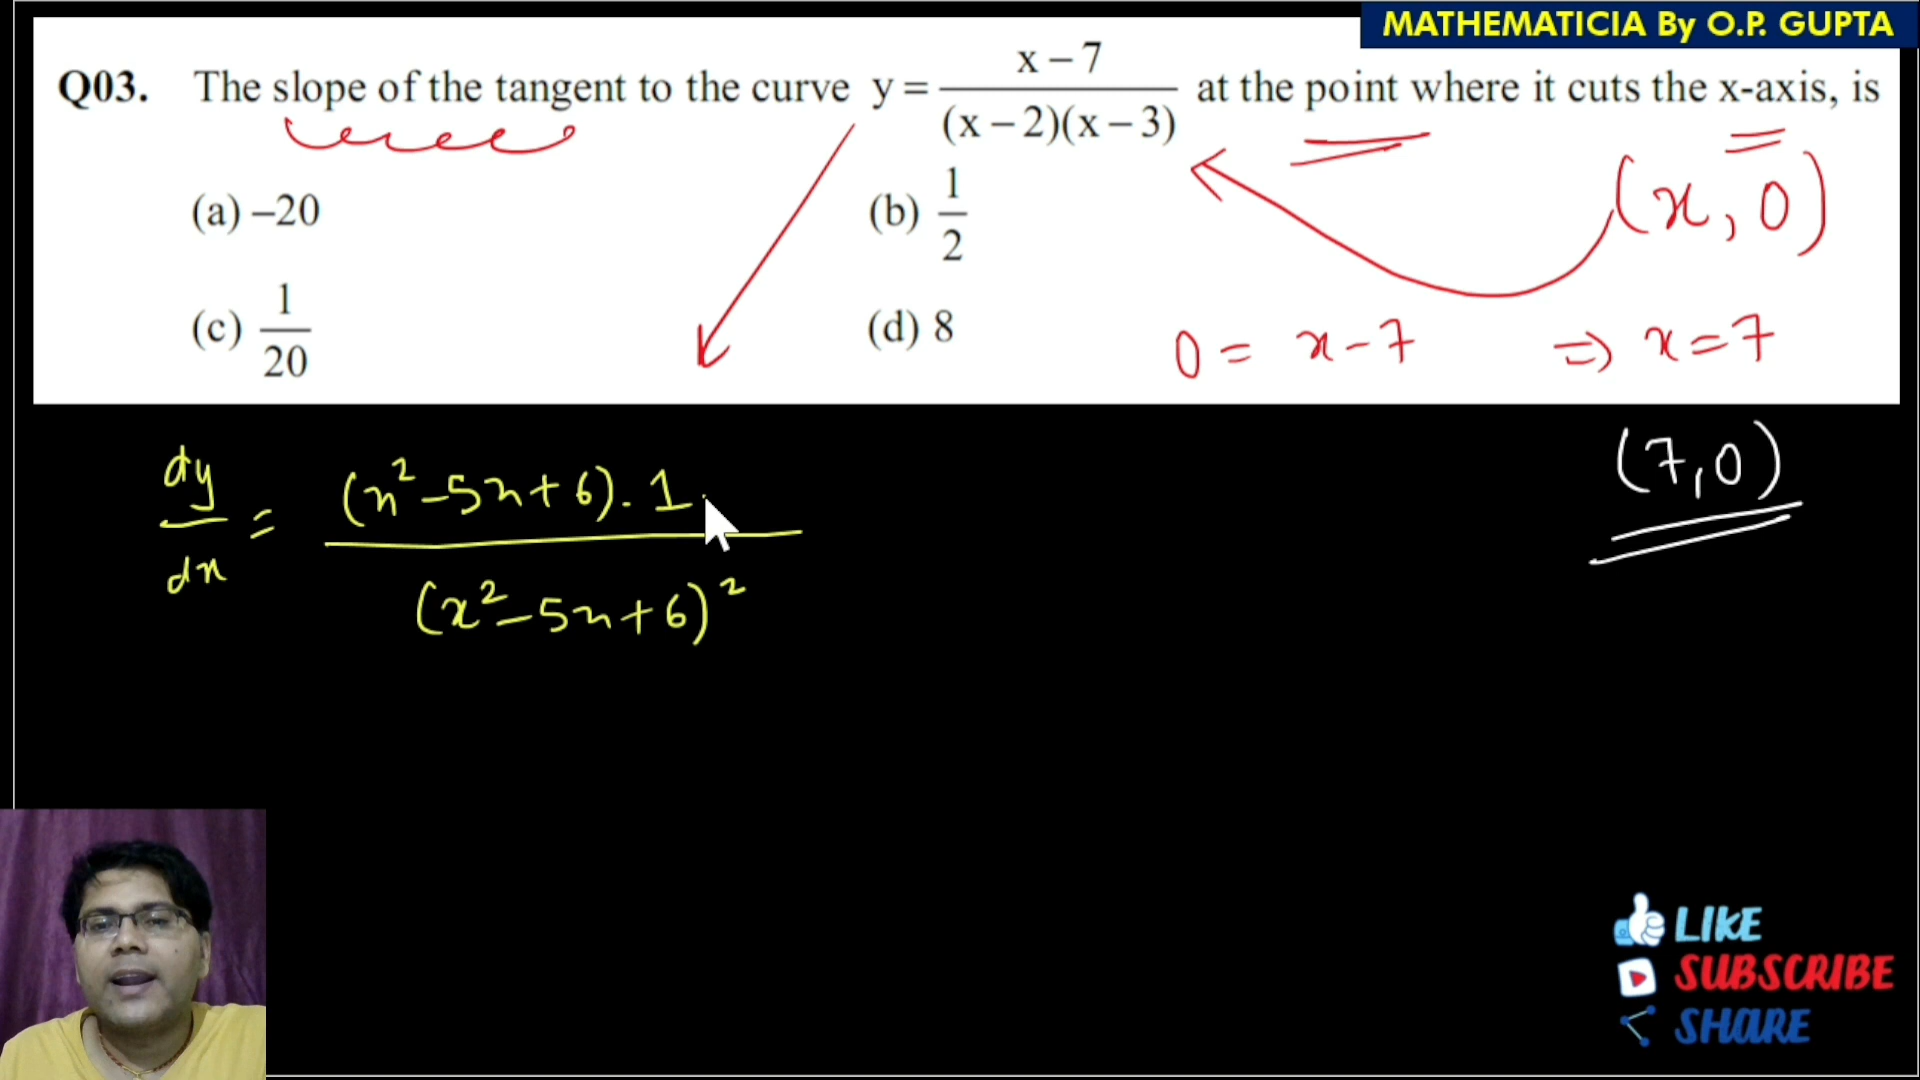 MATHEMATICIA By O.P. GUPTA
Q03. The slope of the tangent to the curve y = (x – 7)/((x – 2)(x – 3)) at the point where it cuts the x-axis, is
(x, 0)
(a) –20 (b) 1/2
(c) 1/20 (d) 8
0 = x – 7 ⇒ x = 7
(7, 0)
dy/dx = ((x² – 5x + 6) . 1)/(x² – 5x + 6)²
LIKE
SUBSCRIBE
SHARE